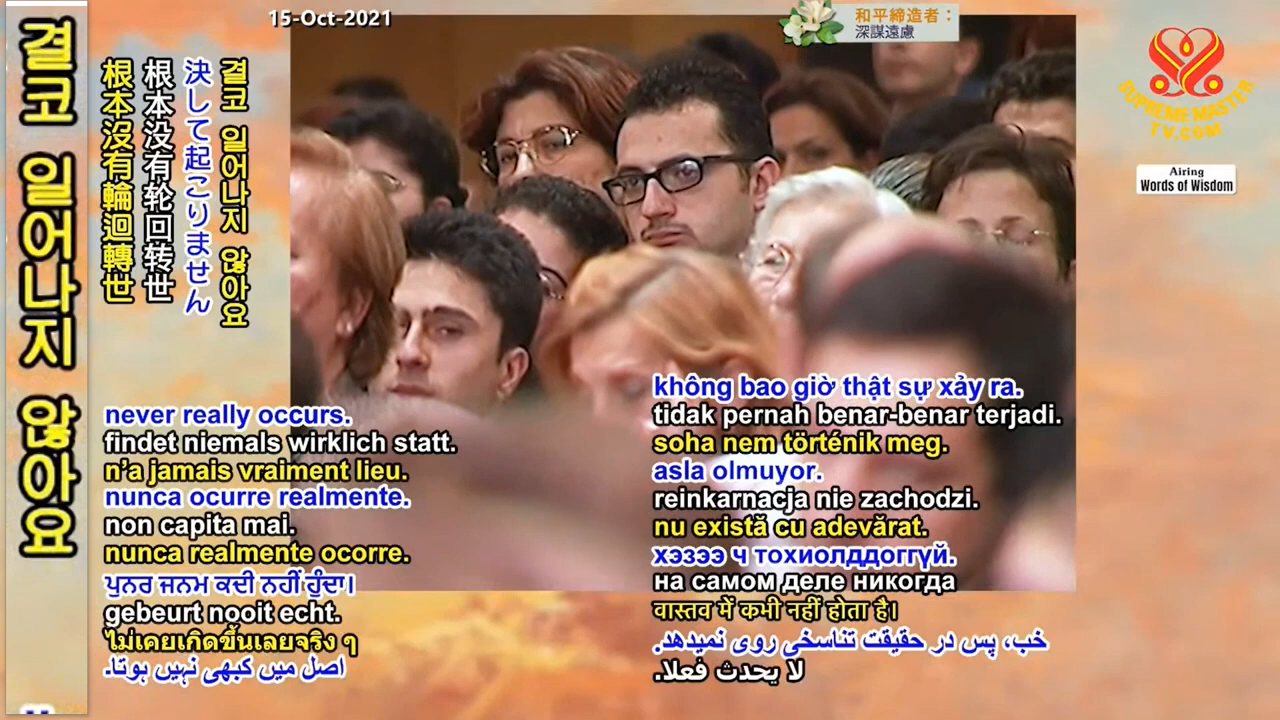 15-Oct-2021
和平締造者：
深謀遠慮
SUPREME MASTER
TV.COM
Airing
Words of Wisdom
결코 일어나지 않아요
根本沒有輪迴轉世
根本没有轮回转世
決して起こりません
결코 일어나지 않아요
never really occurs.
findet niemals wirklich statt.
n’a jamais vraiment lieu.
nunca ocurre realmente.
non capita mai.
nunca realmente ocorre.
ਪੁਨਰ ਜਨਮ ਕਦੀ ਨਹੀਂ ਹੁੰਦਾ।
gebeurt nooit echt.
ไม่เคยเกิดขึ้นเลยจริง ๆ
اصل میں کبھی نہیں ہوتا.
không bao giờ thật sự xảy ra.
tidak pernah benar-benar terjadi.
soha nem történik meg.
asla olmuyor.
reinkarnacja nie zachodzi.
nu există cu adevărat.
хэзээ ч тохиолддоггүй.
на самом деле никогда
वास्तव में कभी नहीं होता है।
خب، پس در حقیقت تناسخی روی نمیدهد.
لا يحدث فعلا.